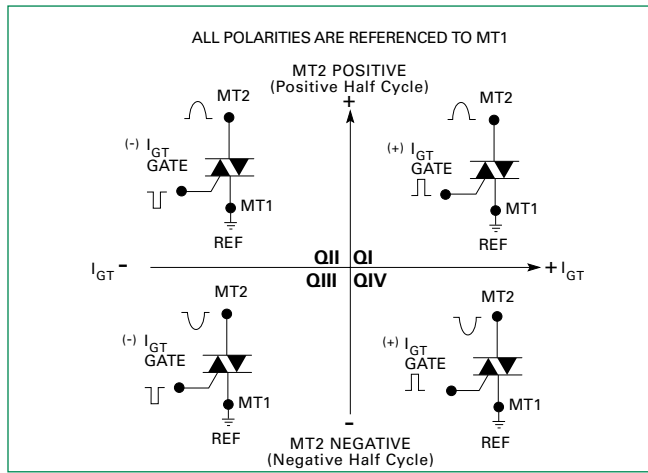 ALL POLARITIES ARE REFERENCED TO MT1
MT2 POSITIVE
(Positive Half Cycle)
+
MT2
(-) IGT
GATE
MT1
REF
MT2
(+) IGT
GATE
MT1
REF
QII QI
IGT -
+ IGT
QIII QIV
MT2
(-) IGT
GATE
MT1
REF
MT2
(+) IGT
GATE
MT1
REF
-
MT2 NEGATIVE
(Negative Half Cycle)